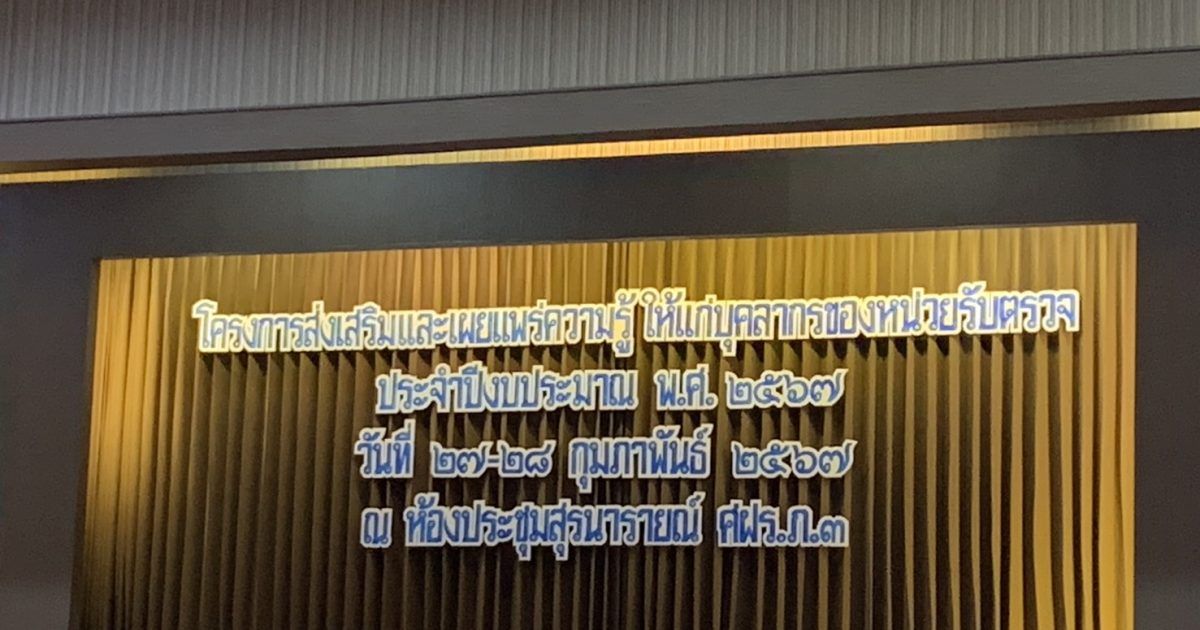 โครงการส่งเสริมและเผยแพร่ความรู้ ให้แก่บุคลากรของหน่วยรับตรวจ
ประจำปีงบประมาณ พ.ศ. ๒๕๖๗
วันที่ ๒๗-๒๘ กุมภาพันธ์ ๒๕๖๗
ณ ห้องประชุมสุรนารายณ์ ศฝร.ภ.๓